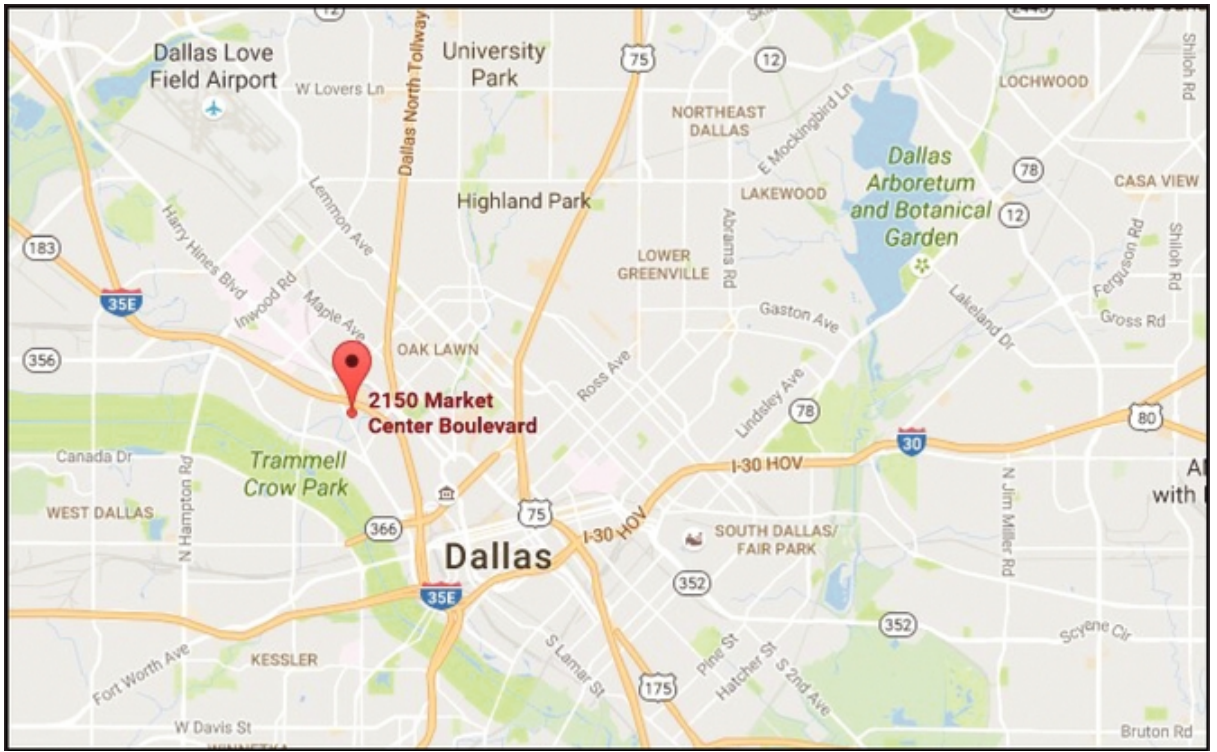 12
2443
Dallas Love
Field Airport
University
Park
75
12
Shiloh Rd
W Lovers Ln
Dallas North Tollway
LOCHWOOD
NORTHEAST
DALLAS
E Mockingbird Ln
Dallas
Arboretum
and Botanical
Garden
78
CASA VIEW
Lemmon Ave
Highland Park
LAKEWOOD
12
Harry Hines Blvd
183
Abrams Rd
Ferguson Rd
Shiloh Rd
LOWER
GREENVILLE
35E
Inwood Rd
Maple Ave
Gaston Ave
Lakeland Dr
Gross Rd
356
OAK LAWN
Ross Ave
2150 Market
Center Boulevard
Lindsley Ave
78
80
30
Canada Dr
Trammell
Crow Park
I-30 HOV
N Hampton Rd
N Jim Miller Rd
with
WEST DALLAS
366
75
I-30 HOV
SOUTH DALLAS/
FAIR PARK
Dallas
352
35E
352
Scyene Cir
KESSLER
Fort Worth Ave
S Lamar St
Pine St
Hatcher St
S 2nd Ave
175
W Davis St
Bruton Rd
WINNETKA